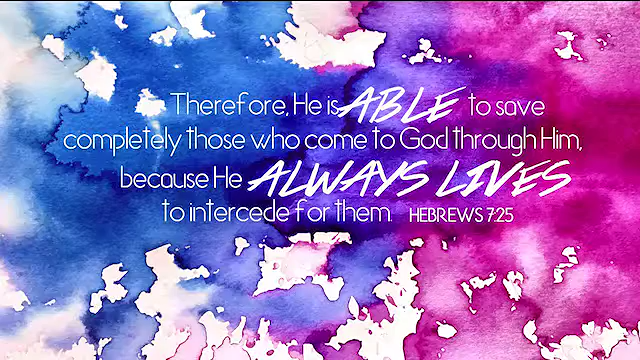 Therefore, He is ABLE to save
completely those who come to God through Him,
because He ALWAYS LIVES
to intercede for them. HEBREWS 7:25